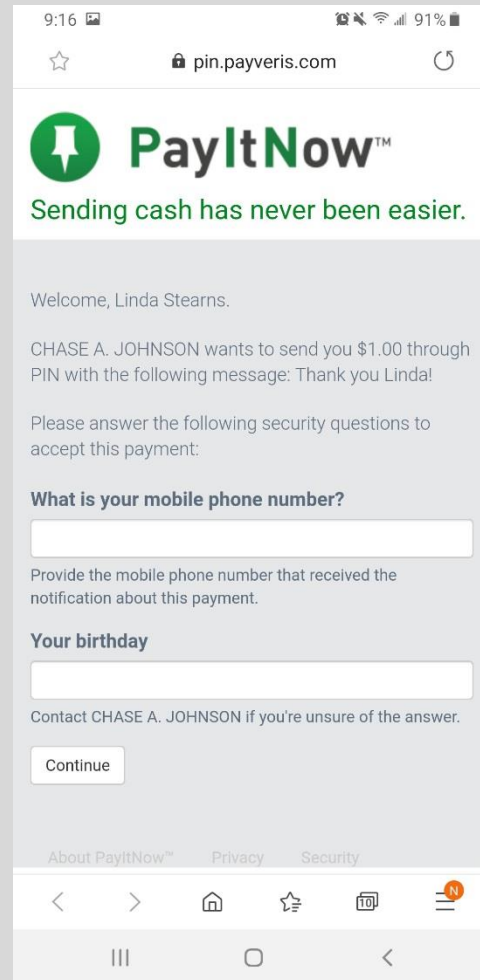 9:16 91%
pin.payveris.com
PayItNow™
Sending cash has never been easier.
Welcome, Linda Stearns.
CHASE A. JOHNSON wants to send you $1.00 through
PIN with the following message: Thank you Linda!
Please answer the following security questions to
accept this payment:
What is your mobile phone number?
Provide the mobile phone number that received the
notification about this payment.
Your birthday
Contact CHASE A. JOHNSON if you're unsure of the answer.
Continue
About PayItNow™ Privacy Security
10 N